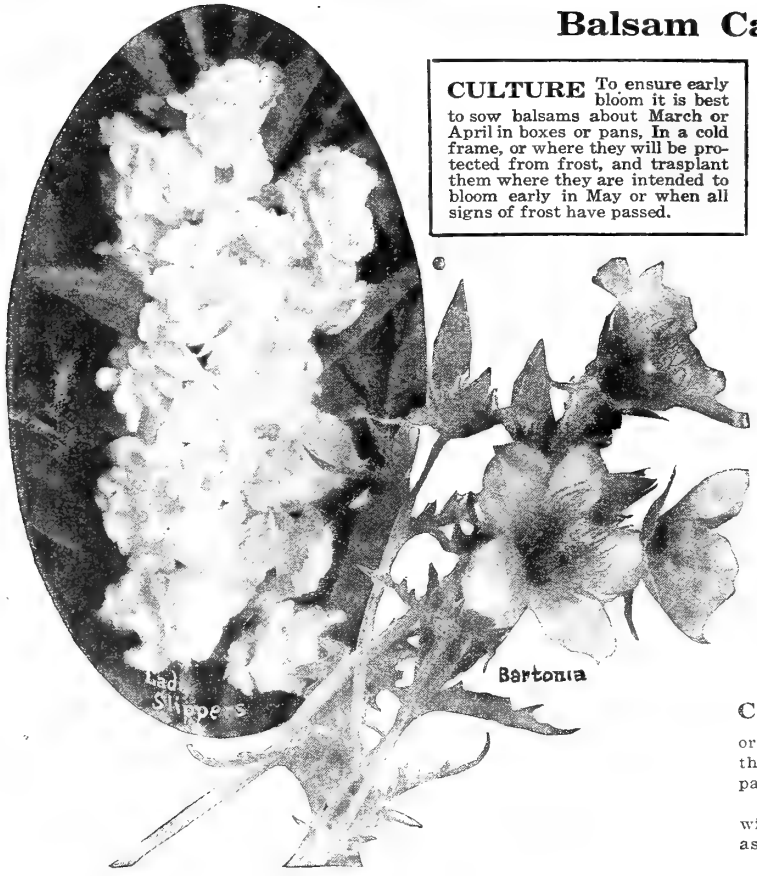 Balsam Ca
CULTURE To ensure early
bloom it is best
to sow balsams about March or
April in boxes or pans, In a cold
frame, or where they will be pro-
tected from frost, and trasplant
them where they are intended to
bloom early in May or when all
signs of frost have passed.
Lad
Slippers
Bartonia
C
or
th
pa
wi
as